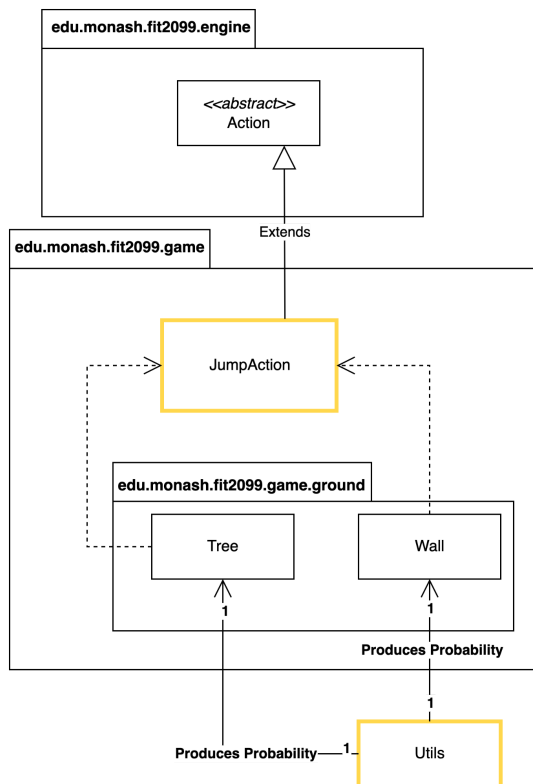 edu.monash.fit2099.engine
<<abstract>>
Action
Extends
edu.monash.fit2099.game
JumpAction
edu.monash.fit2099.game.ground
Tree
Wall
1
1
Produces Probability
1
Produces Probability
1
Utils